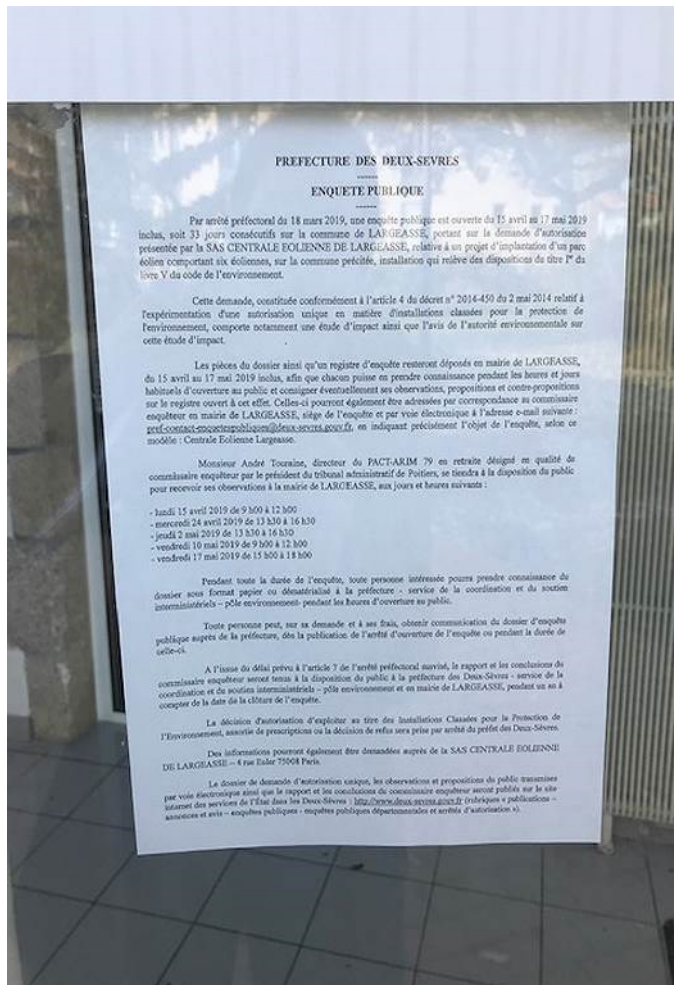 PREFECTURE DES DEUX-SEVRES
------
ENQUETE PUBLIQUE
------
Par arrêté préfectoral du 18 mars 2019, une enquête publique est ouverte du 15 avril au 17 mai 2019
inclus, soit 33 jours consécutifs sur la commune de LARGEASSE, portant sur la demande d'autorisation
présentée par la SAS CENTRALE EOLIENNE DE LARGEASSE, relative à un projet d'implantation d'un parc
éolien comportant six éoliennes, sur la commune précitée, installation qui relève des dispositions du titre Iᵉʳ du
livre V du code de l'environnement.
Cette demande, constituée conformément à l'article 4 du décret n° 2014-450 du 2 mai 2014 relatif à
l'expérimentation d'une autorisation unique en matière d'installations classées pour la protection de
l'environnement, comporte notamment une étude d'impact ainsi que l'avis de l'autorité environnementale sur
cette étude d'impact.
Les pièces du dossier ainsi qu'un registre d'enquête resteront déposés en mairie de LARGEASSE,
du 15 avril au 17 mai 2019 inclus, afin que chacun puisse en prendre connaissance pendant les heures et jours
habituels d'ouverture au public et consigner éventuellement ses observations, propositions et contre-propositions
sur le registre ouvert à cet effet. Celles-ci pourront également être adressées par correspondance au commissaire
enquêteur en mairie de LARGEASSE, siège de l'enquête et par voie électronique à l'adresse e-mail suivante :
pref-contact-enquetespubliques@deux-sevres.gouv.fr, en indiquant précisément l'objet de l'enquête, selon ce
modèle : Centrale Eolienne Largeasse.
Monsieur André Touraine, directeur du PACT-ARIM 79 en retraite désigné en qualité de
commissaire enquêteur par le président du tribunal administratif de Poitiers, se tiendra à la disposition du public
pour recevoir ses observations à la mairie de LARGEASSE, aux jours et heures suivants :
- lundi 15 avril 2019 de 9 h00 à 12 h00
- mercredi 24 avril 2019 de 13 h30 à 16 h30
- jeudi 2 mai 2019 de 13 h30 à 16 h30
- vendredi 10 mai 2019 de 9 h00 à 12 h00
- vendredi 17 mai 2019 de 15 h00 à 18 h00
Pendant toute la durée de l'enquête, toute personne intéressée pourra prendre connaissance du
dossier sous format papier ou dématérialisé à la préfecture - service de la coordination et du soutien
interministériels – pôle environnement- pendant les heures d'ouverture au public.
Toute personne peut, sur sa demande et à ses frais, obtenir communication du dossier d'enquête
publique auprès de la préfecture, dès la publication de l'arrêté d'ouverture de l'enquête ou pendant la durée de
celle-ci.
A l'issue du délai prévu à l'article 7 de l'arrêté préfectoral survisé, le rapport et les conclusions du
commissaire enquêteur seront tenus à la disposition du public à la préfecture des Deux-Sèvres - service de la
coordination et du soutien interministériels – pôle environnement et en mairie de LARGEASSE, pendant un an à
compter de la date de la clôture de l'enquête.
La décision d'autorisation d'exploiter au titre des Installations Classées pour la Protection de
l'Environnement, assortie de prescriptions ou la décision de refus sera prise par arrêté du préfet des Deux-Sèvres.
Des informations pourront également être demandées auprès de la SAS CENTRALE EOLIENNE
DE LARGEASSE – 4 rue Euler 75008 Paris.
Le dossier de demande d'autorisation unique, les observations et propositions du public transmises
par voie électronique ainsi que le rapport et les conclusions du commissaire enquêteur seront publiés sur le site
internet des services de l'État dans les Deux-Sèvres : http://www.deux-sevres.gouv.fr (rubriques « publications –
annonces et avis – enquêtes publiques - enquêtes publiques départementales et arrêtés d'autorisation »).